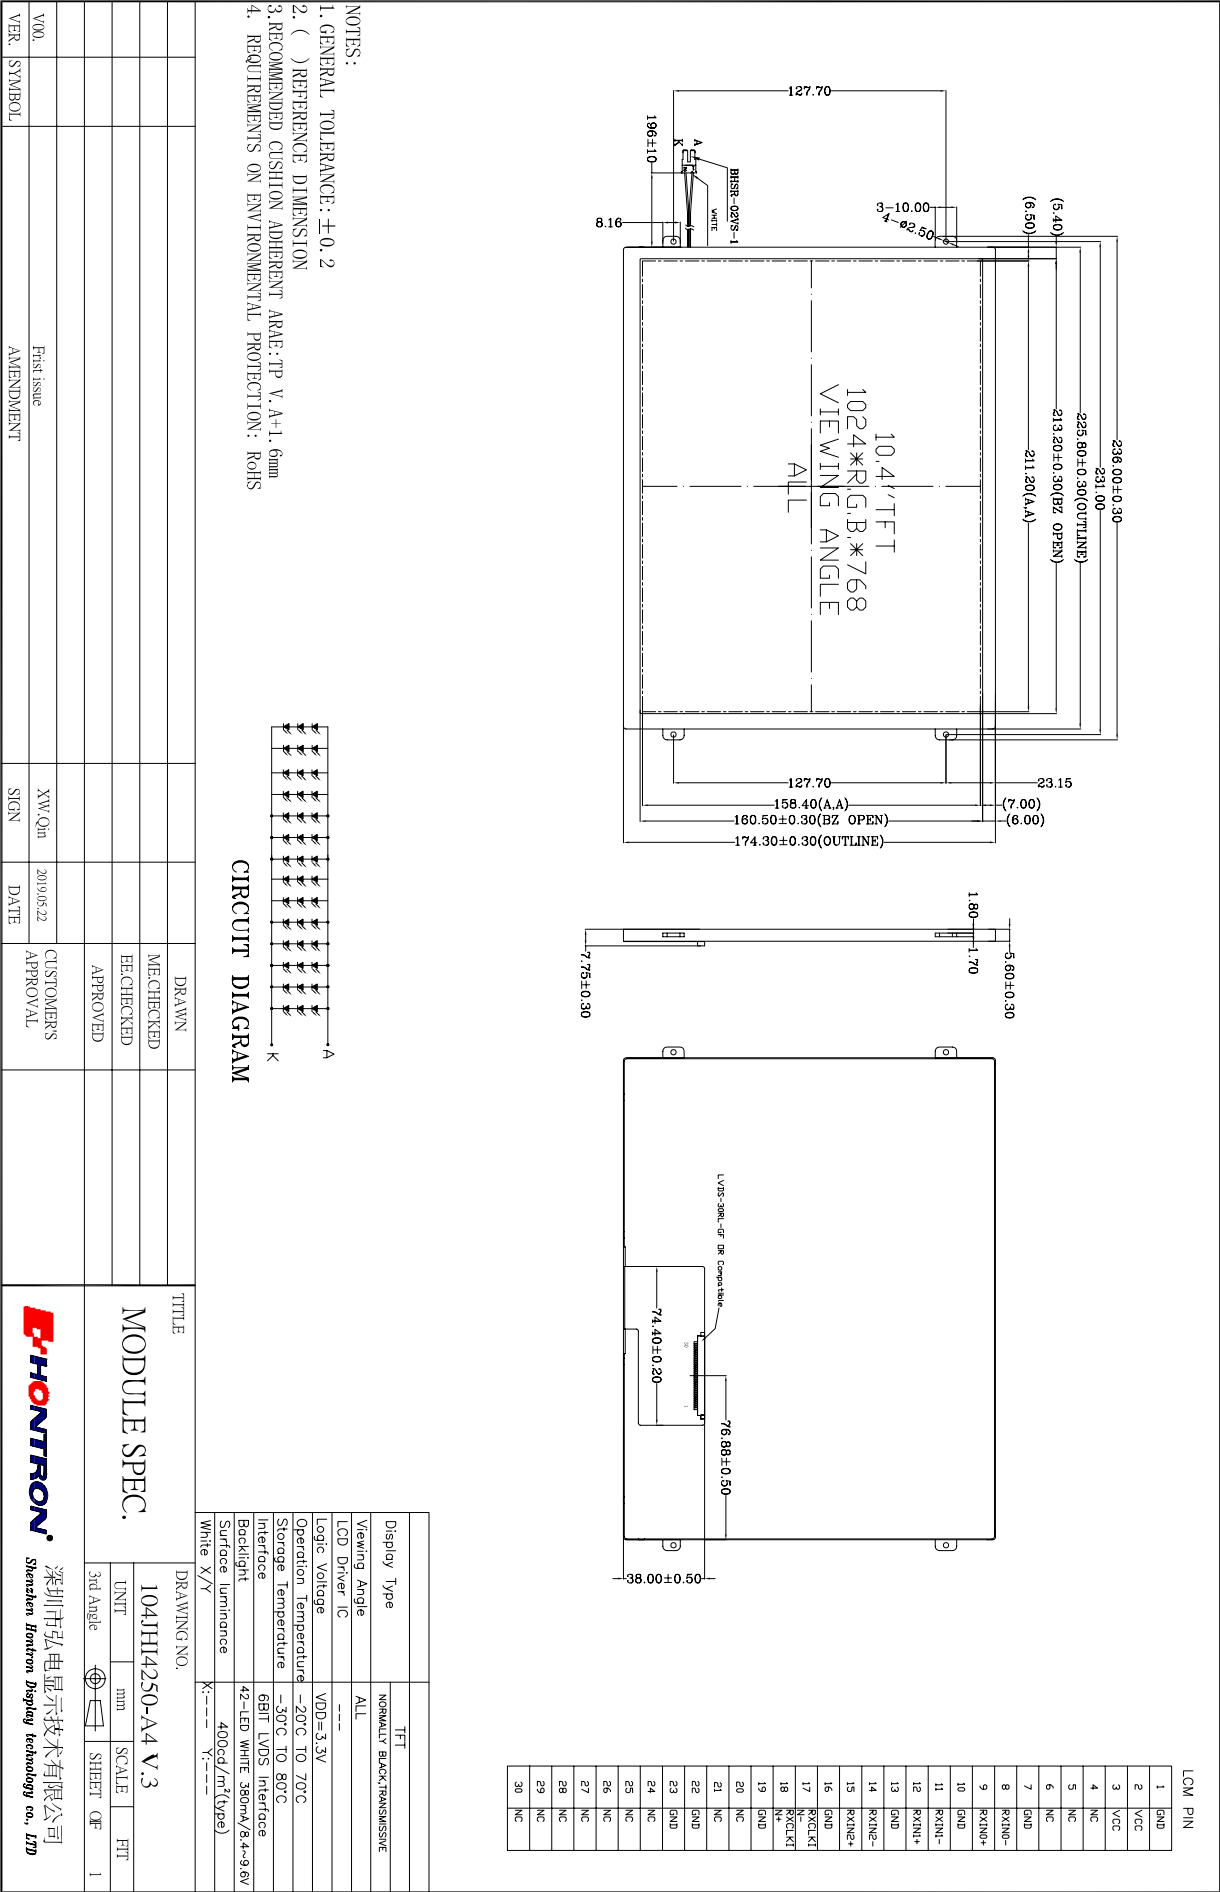 236.00±0.30
231.00
225.80±0.30(OUTLINE)
213.20±0.30(BZ OPEN)
211.20(A,A)
(5.40)
(6.50)
3-10.00
4-ø2.50
127.70
BHSR-02VS-1
WHITE
A
K
196±10
8.16
10.4''TFT
1024*R.G.B.*768
VIEWING ANGLE
ALL
23.15
(7.00)
(6.00)
127.70
158.40(A,A)
160.50±0.30(BZ OPEN)
174.30±0.30(OUTLINE)
5.60±0.30
1.80
1.70
7.75±0.30
LVDS-30RL-GF OR Compatible
30
1
74.40±0.20
76.88±0.50
38.00±0.50
LCM PIN
1 GND
2 VCC
3 VCC
4 NC
5 NC
6 NC
7 GND
8 RXIN0-
9 RXIN0+
10 GND
11 RXIN1-
12 RXIN1+
13 GND
14 RXIN2-
15 RXIN2+
16 GND
17 RXCLKI
N-
18 RXCLKI
N+
19 GND
20 NC
21 NC
22 GND
23 GND
24 NC
25 NC
26 NC
27 NC
28 NC
29 NC
30 NC
NOTES:
1. GENERAL TOLERANCE:±0.2
2. ( )REFERENCE DIMENSION
3.RECOMMENDED CUSHION ADHERENT ARAE:TP V.A+1.6mm
4. REQUIREMENTS ON ENVIRONMENTAL PROTECTION: RoHS
A
K
CIRCUIT DIAGRAM
Display Type TFT
NORMALLY BLACK,TRANSMISSIVE
Viewing Angle ALL
LCD Driver IC ---
Logic Voltage VDD=3.3V
Operation Temperature -20°C TO 70°C
Storage Temperature -30°C TO 80°C
Interface 6BIT LVDS Interface
Backlight 42-LED WHITE 380mA/8.4~9.6V
Surface luminance 400cd/m²(type)
White X/Y X:--- Y:---
DRAWN
ME.CHECKED
EE.CHECKED
APPROVED
CUSTOMER'S
APPROVAL
V00. Frist issue XW.Qin 2019.05.22
VER. SYMBOL AMENDMENT SIGN DATE
TITLE
MODULE SPEC.
DRAWING NO.
104JHI4250-A4 V.3
UNIT mm SCALE FIT
3rd Angle SHEET OF 1
HONTRON
深圳市弘电显示技术有限公司
Shenzhen Hontron Display technology co., LTD